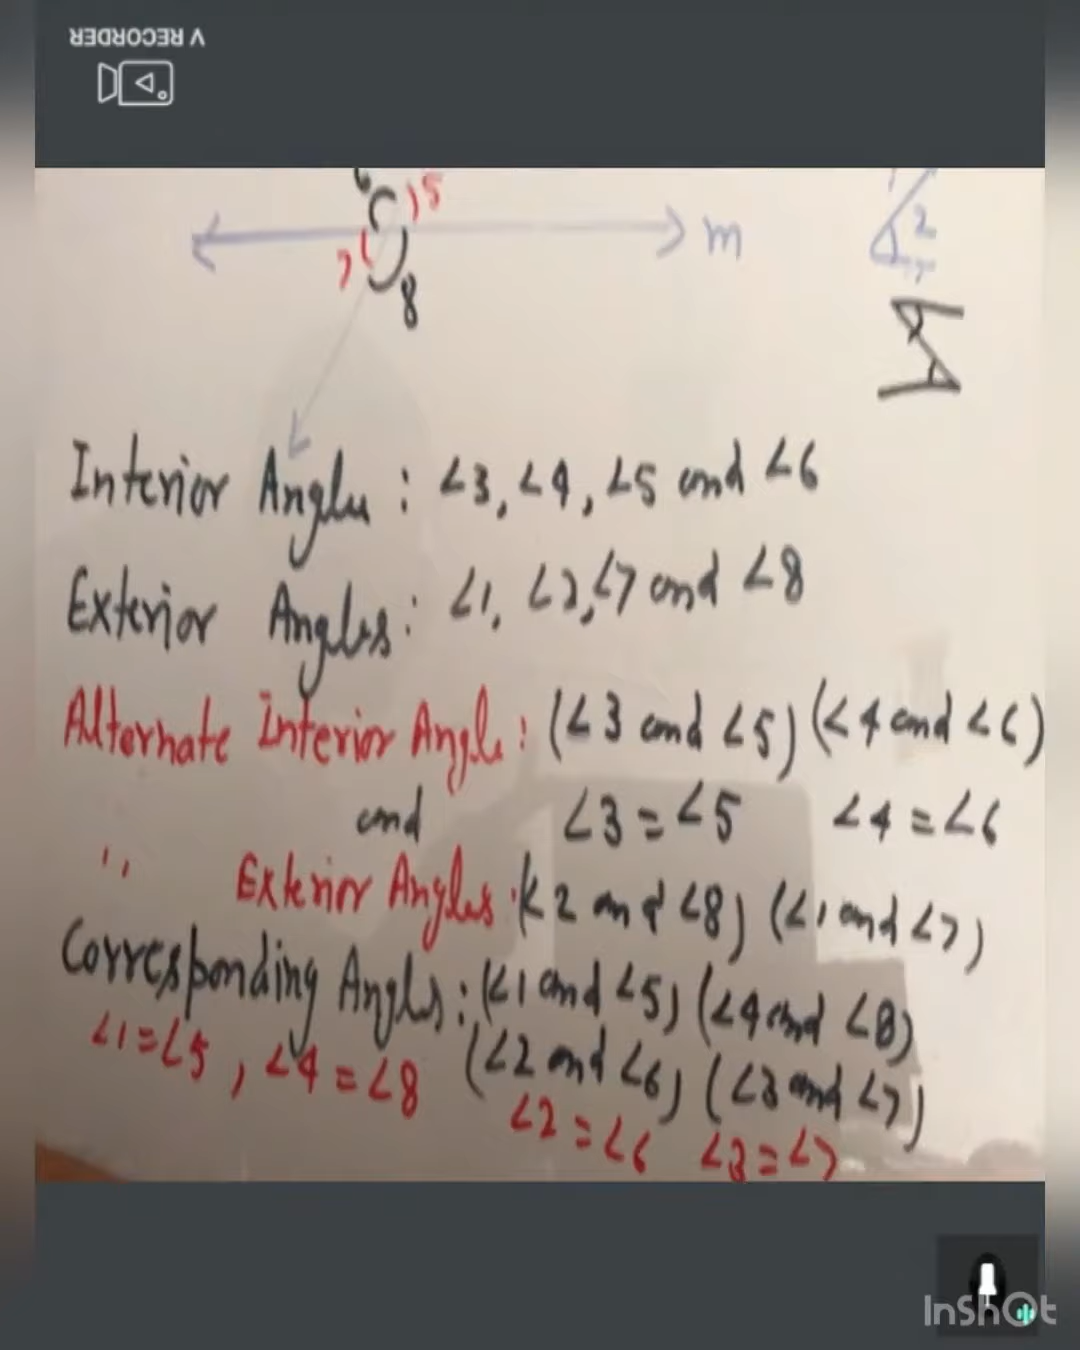 V RECORDER
6 5
m
7
8
2
Interior Angles : ∠3, ∠4, ∠5 and ∠6
Exterior Angles : ∠1, ∠2, ∠7 and ∠8
Alternate Interior Angle : (∠3 and ∠5) (∠4 and ∠6)
and ∠3 = ∠5 ∠4 = ∠6
,, Exterior Angles : (∠2 and ∠8) (∠1 and ∠7)
Corresponding Angles : (∠1 and ∠5) (∠4 and ∠8)
∠1 = ∠5 , ∠4 = ∠8 (∠2 and ∠6) (∠3 and ∠7)
∠2 = ∠6 ∠3 = ∠7
InShOt